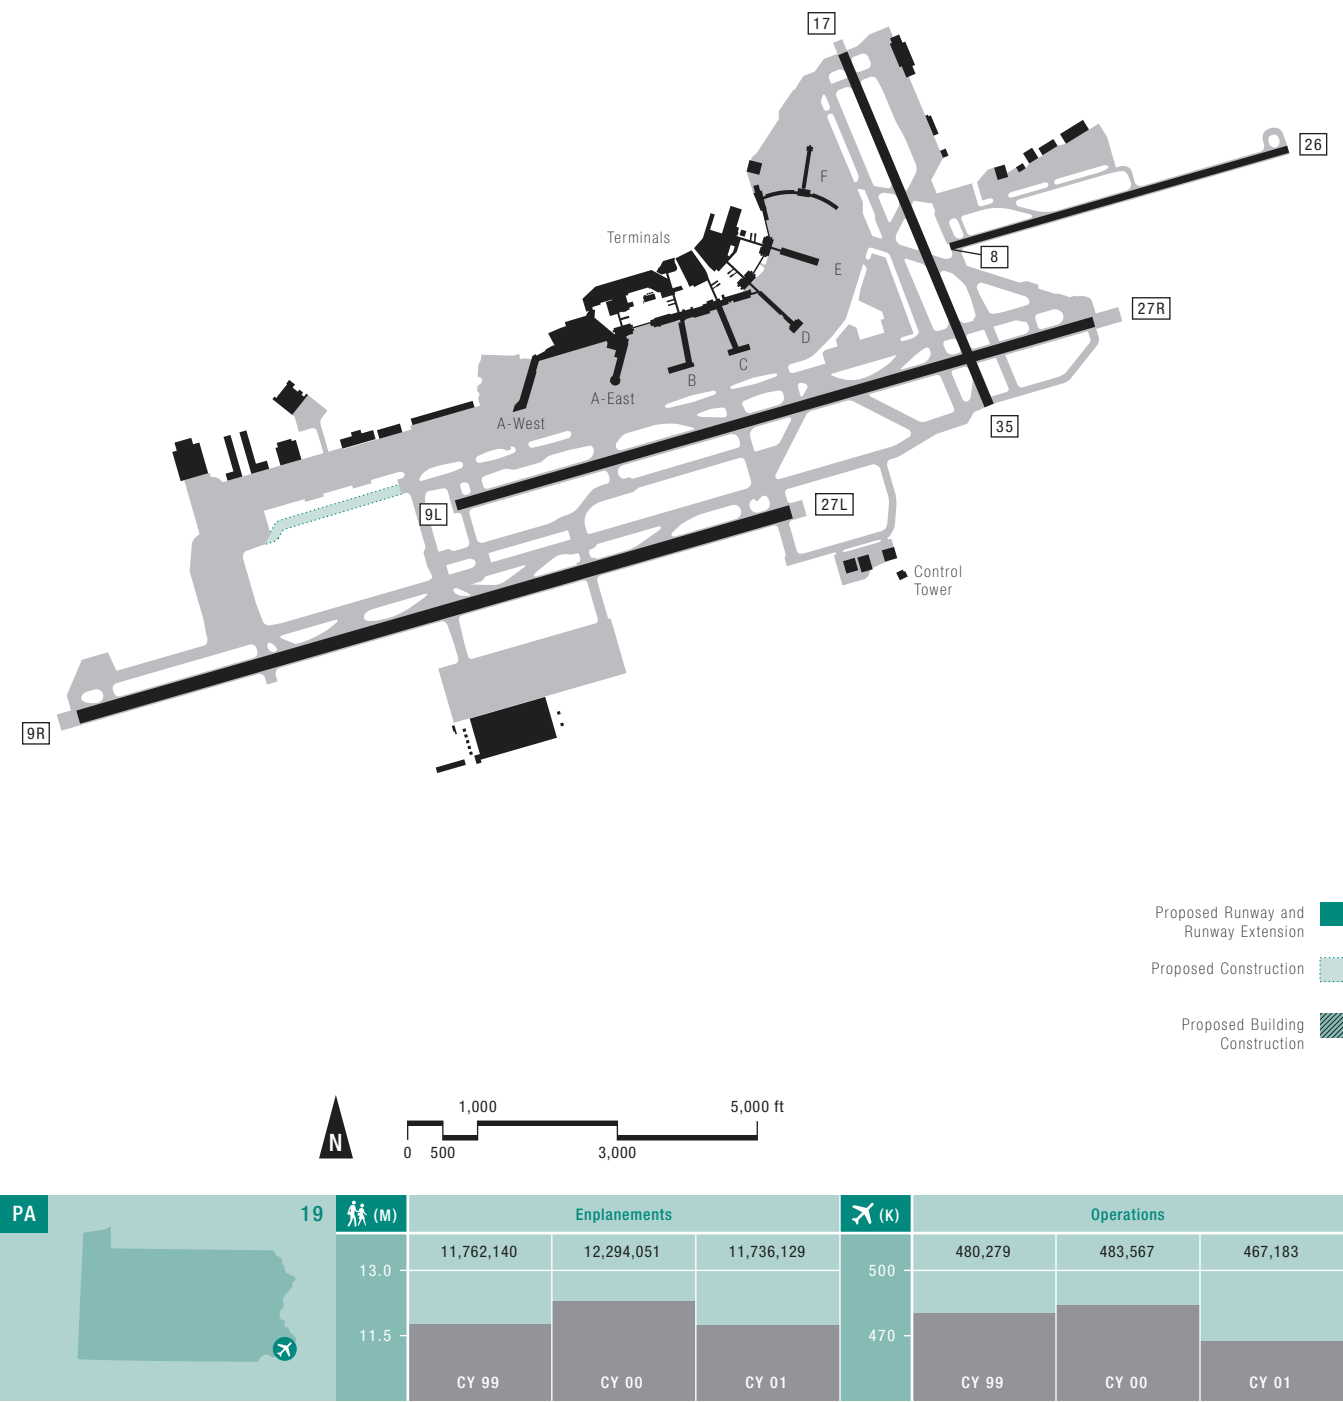 17
26
F
Terminals
8
E
27R
D
C
B
A-East
A-West
35
9L
27L
Control
Tower
9R
Proposed Runway and
Runway Extension
Proposed Construction
Proposed Building
Construction
1,000
5,000 ft
N
0
500
3,000
PA
19
(M)
Enplanements
(K)
Operations
11,762,140
12,294,051
11,736,129
480,279
483,567
467,183
13.0
500
11.5
470
CY 99
CY 00
CY 01
CY 99
CY 00
CY 01